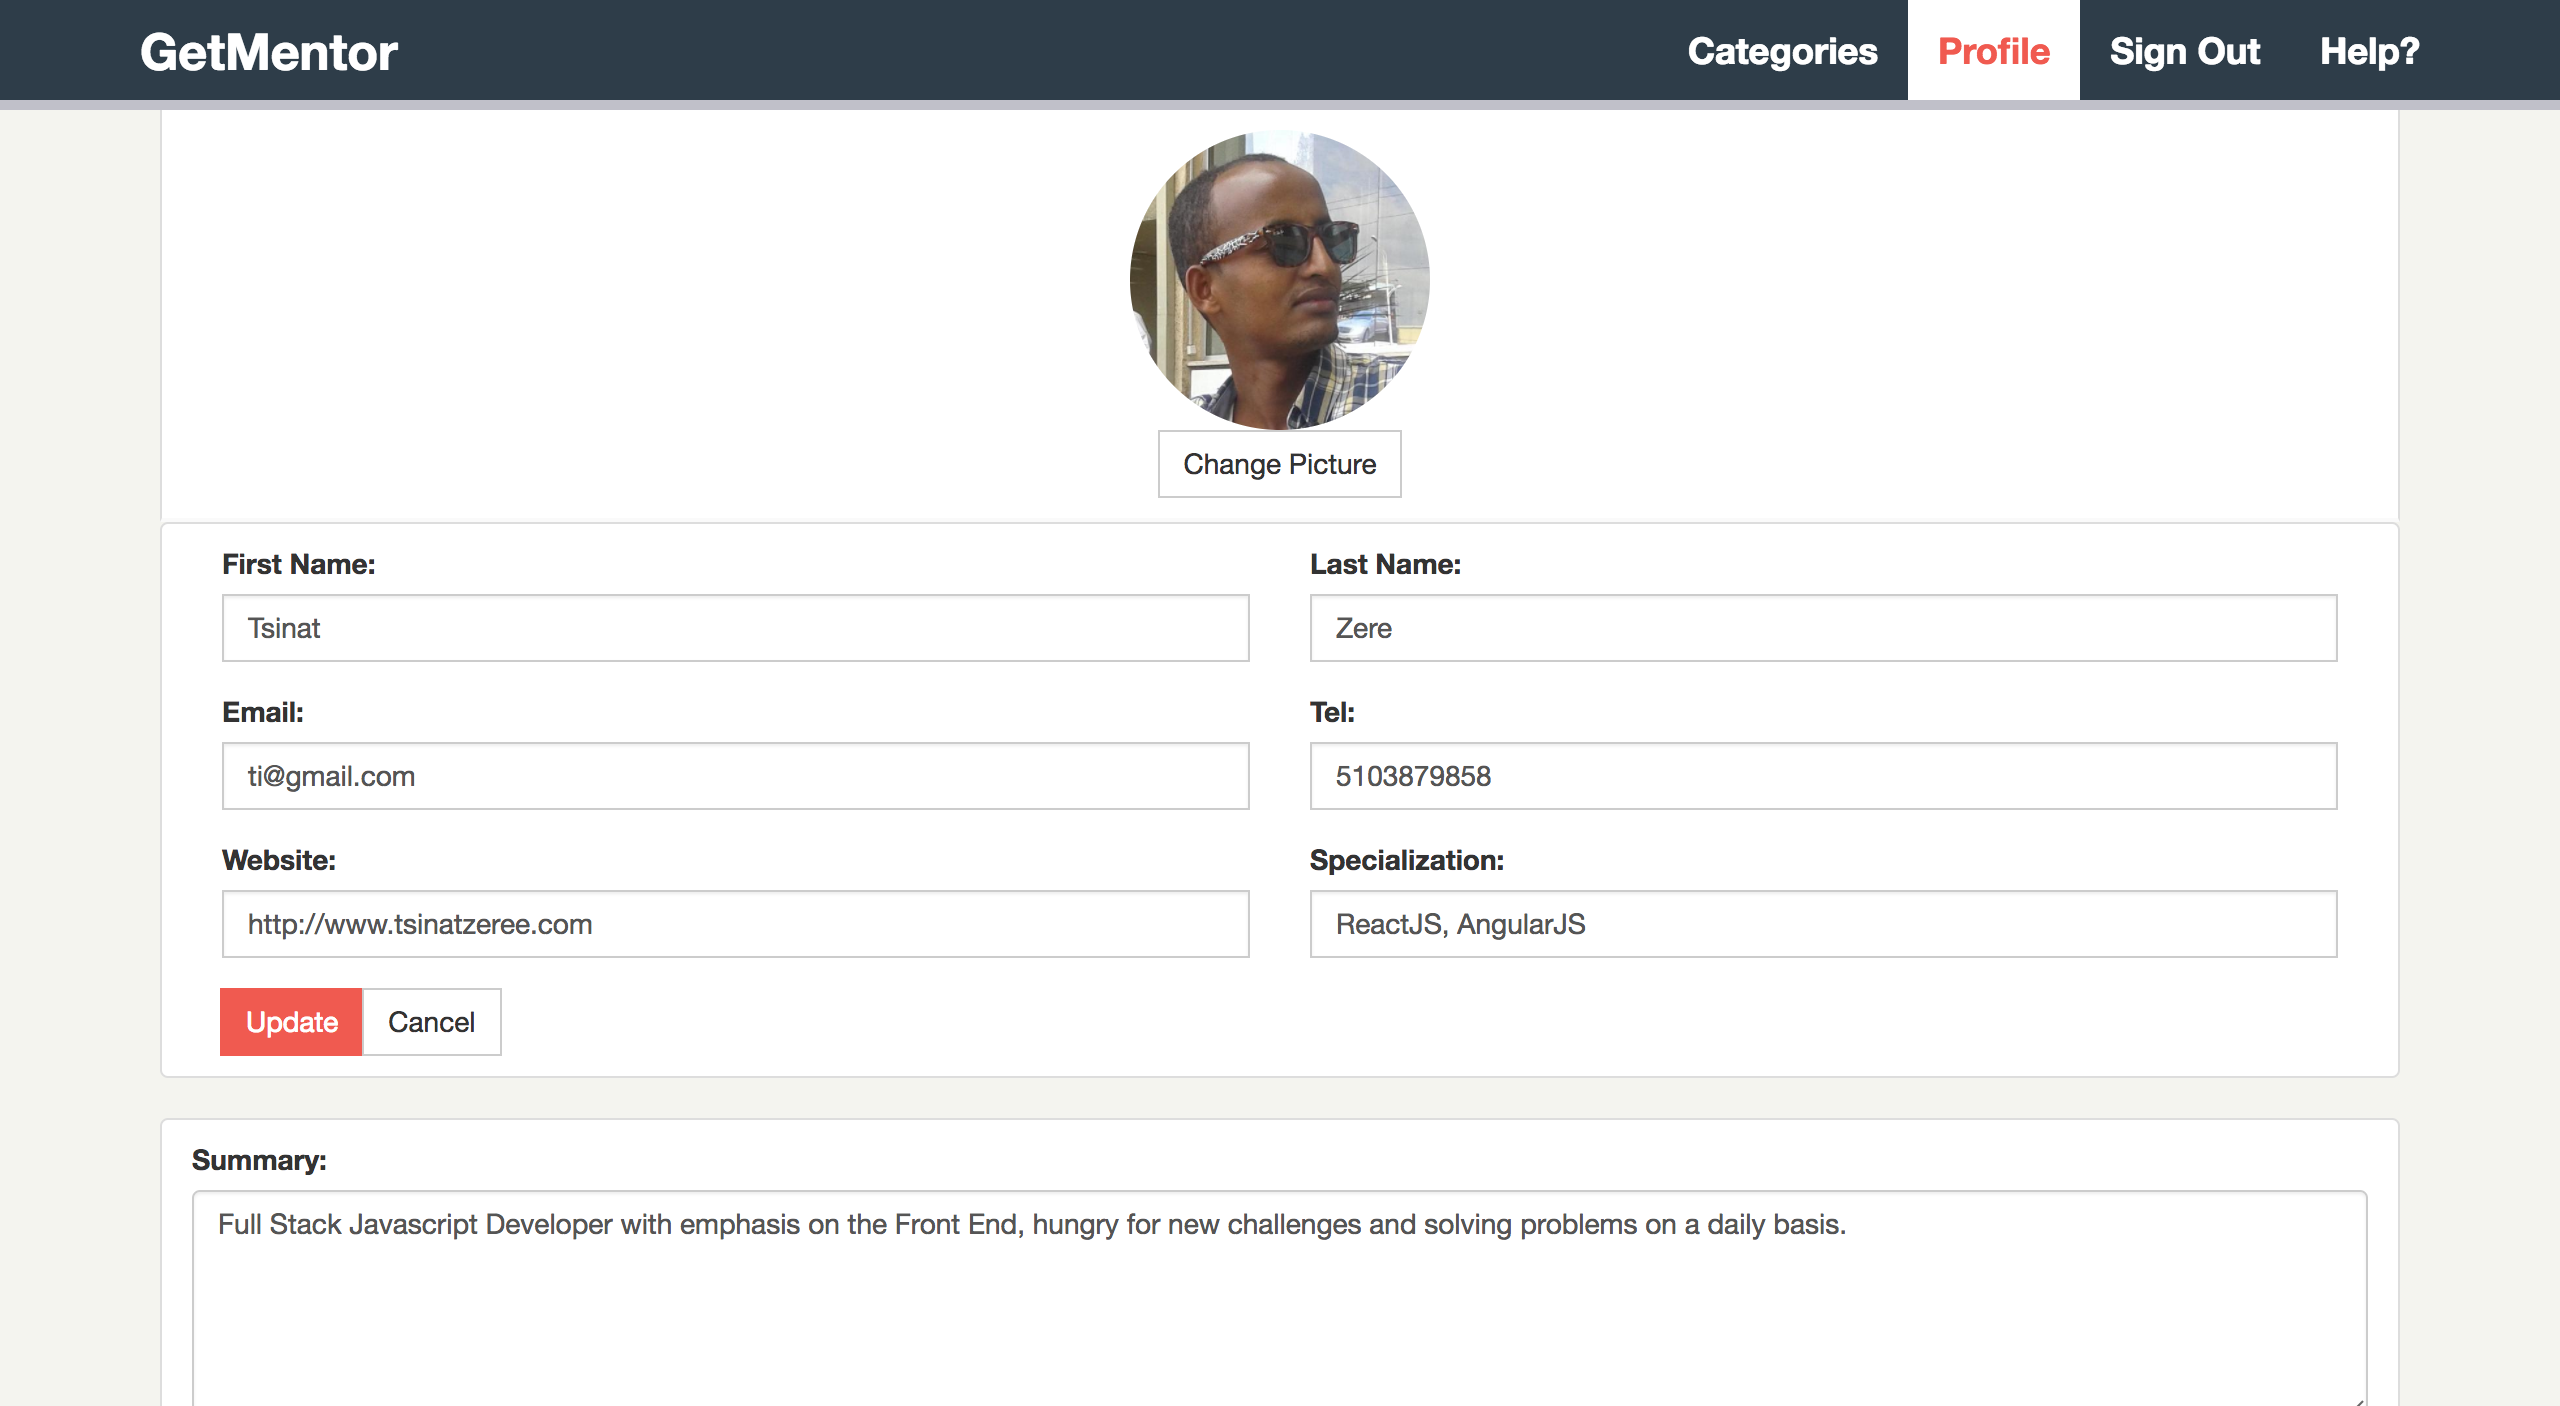 GetMentor Categories Profile Sign Out Help?
Change Picture
First Name: Last Name:
Tsinat Zere
Email: Tel:
ti@gmail.com 5103879858
Website: Specialization:
http://www.tsinatzeree.com ReactJS, AngularJS
Update Cancel
Summary:
Full Stack Javascript Developer with emphasis on the Front End, hungry for new challenges and solving problems on a daily basis.